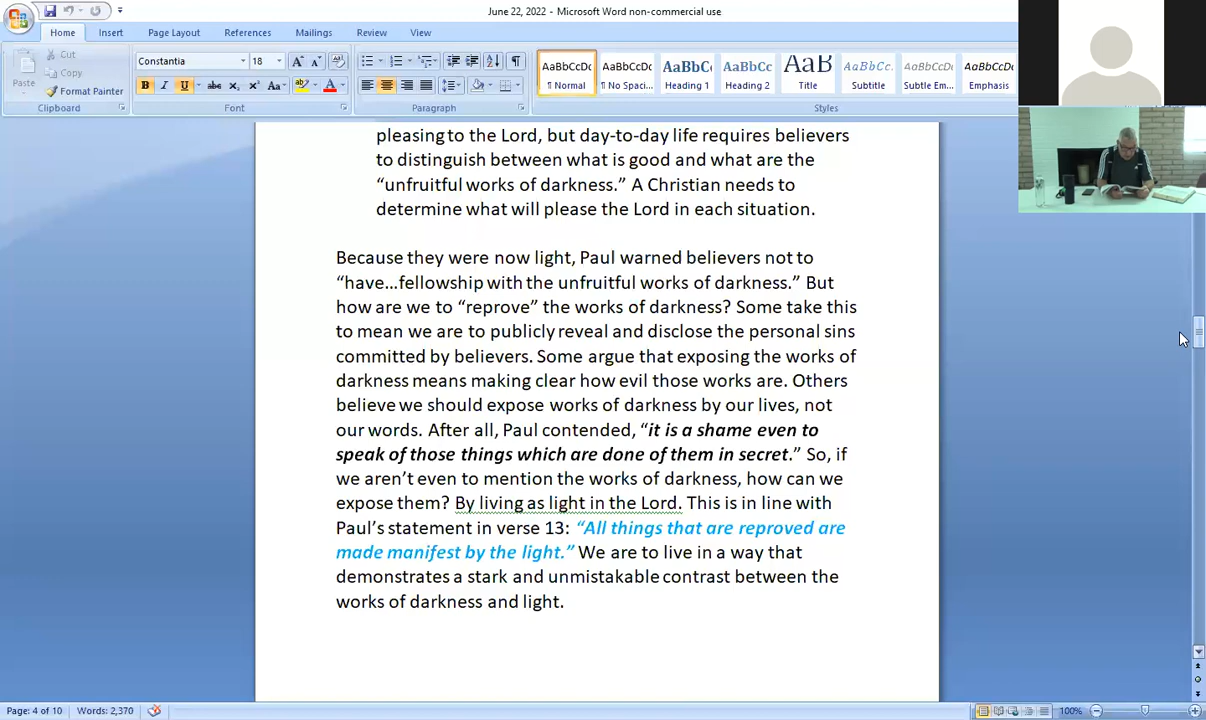 June 22, 2022 - Microsoft Word non-commercial use
Home Insert Page Layout References Mailings Review View
Paste
Cut
Copy
Format Painter
Clipboard
Constantia 18
Font
Paragraph
AaBbCcDc AaBbCcDc AaBbC AaBbCc AaB AaBbCc. AaBbCcDc AaBbCcDc
¶ Normal ¶ No Spaci... Heading 1 Heading 2 Title Subtitle Subtle Em... Emphasis
Styles
pleasing to the Lord, but day-to-day life requires believers
to distinguish between what is good and what are the
“unfruitful works of darkness.” A Christian needs to
determine what will please the Lord in each situation.
Because they were now light, Paul warned believers not to
“have…fellowship with the unfruitful works of darkness.” But
how are we to “reprove” the works of darkness? Some take this
to mean we are to publicly reveal and disclose the personal sins
committed by believers. Some argue that exposing the works of
darkness means making clear how evil those works are. Others
believe we should expose works of darkness by our lives, not
our words. After all, Paul contended, “it is a shame even to
speak of those things which are done of them in secret.” So, if
we aren’t even to mention the works of darkness, how can we
expose them? By living as light in the Lord. This is in line with
Paul’s statement in verse 13: “All things that are reproved are
made manifest by the light.” We are to live in a way that
demonstrates a stark and unmistakable contrast between the
works of darkness and light.
Page: 4 of 10 Words: 2,370 100%